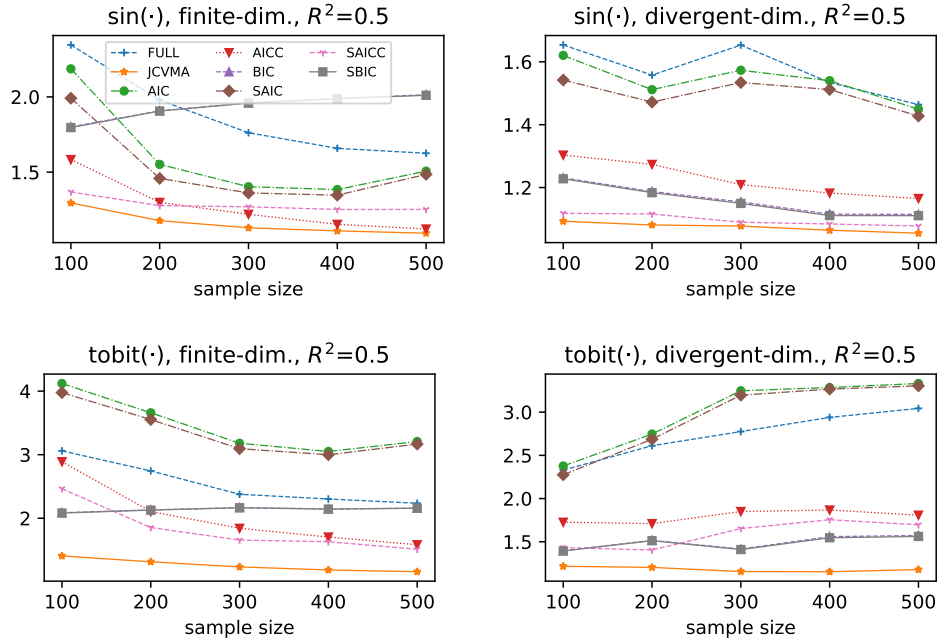 sin(·), finite-dim., R²=0.5
FULL
JCVMA
AIC
AICC
BIC
SAIC
SAICC
SBIC
2.0
1.5
100 200 300 400 500
sample size
sin(·), divergent-dim., R²=0.5
1.6
1.4
1.2
100 200 300 400 500
sample size
tobit(·), finite-dim., R²=0.5
4
3
2
100 200 300 400 500
sample size
tobit(·), divergent-dim., R²=0.5
3.0
2.5
2.0
1.5
100 200 300 400 500
sample size